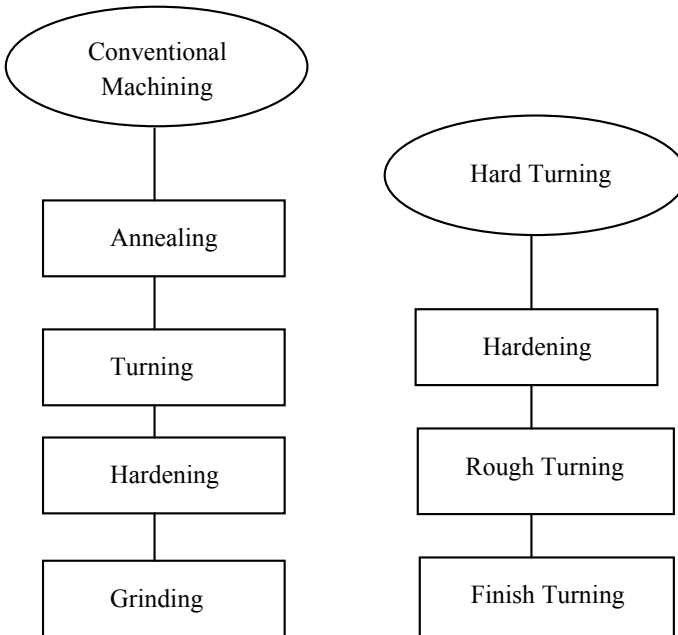 Conventional
Machining
Annealing
Turning
Hardening
Grinding
Hard Turning
Hardening
Rough Turning
Finish Turning